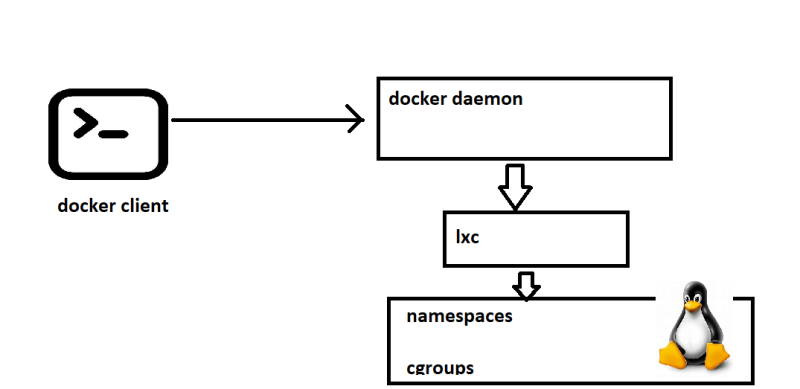 docker daemon
docker client
lxc
namespaces
cgroups